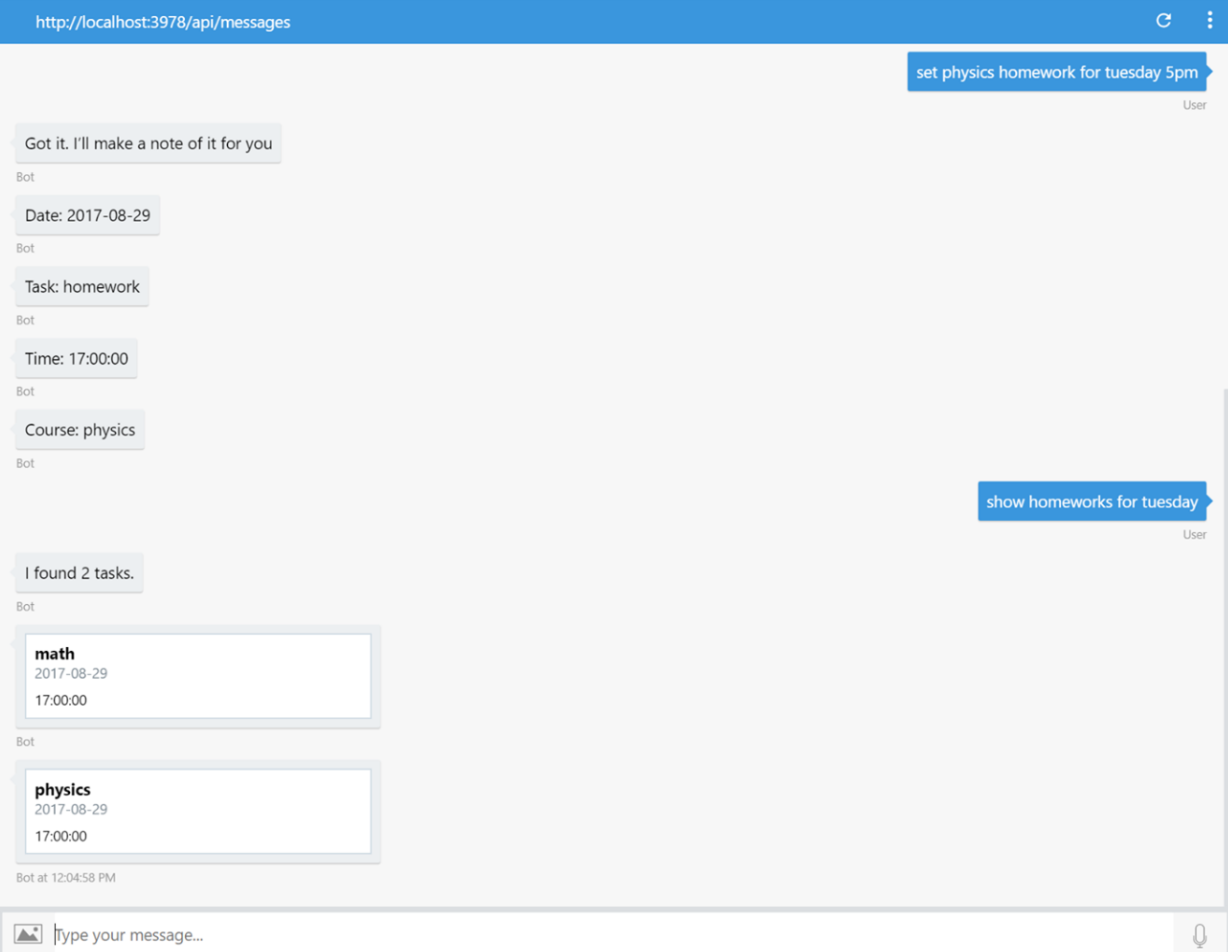 http://localhost:3978/api/messages
set physics homework for tuesday 5pm
User
Got it. I'll make a note of it for you
Bot
Date: 2017-08-29
Bot
Task: homework
Bot
Time: 17:00:00
Bot
Course: physics
Bot
show homeworks for tuesday
User
I found 2 tasks.
Bot
math
2017-08-29
17:00:00
Bot
physics
2017-08-29
17:00:00
Bot at 12:04:58 PM
Type your message...